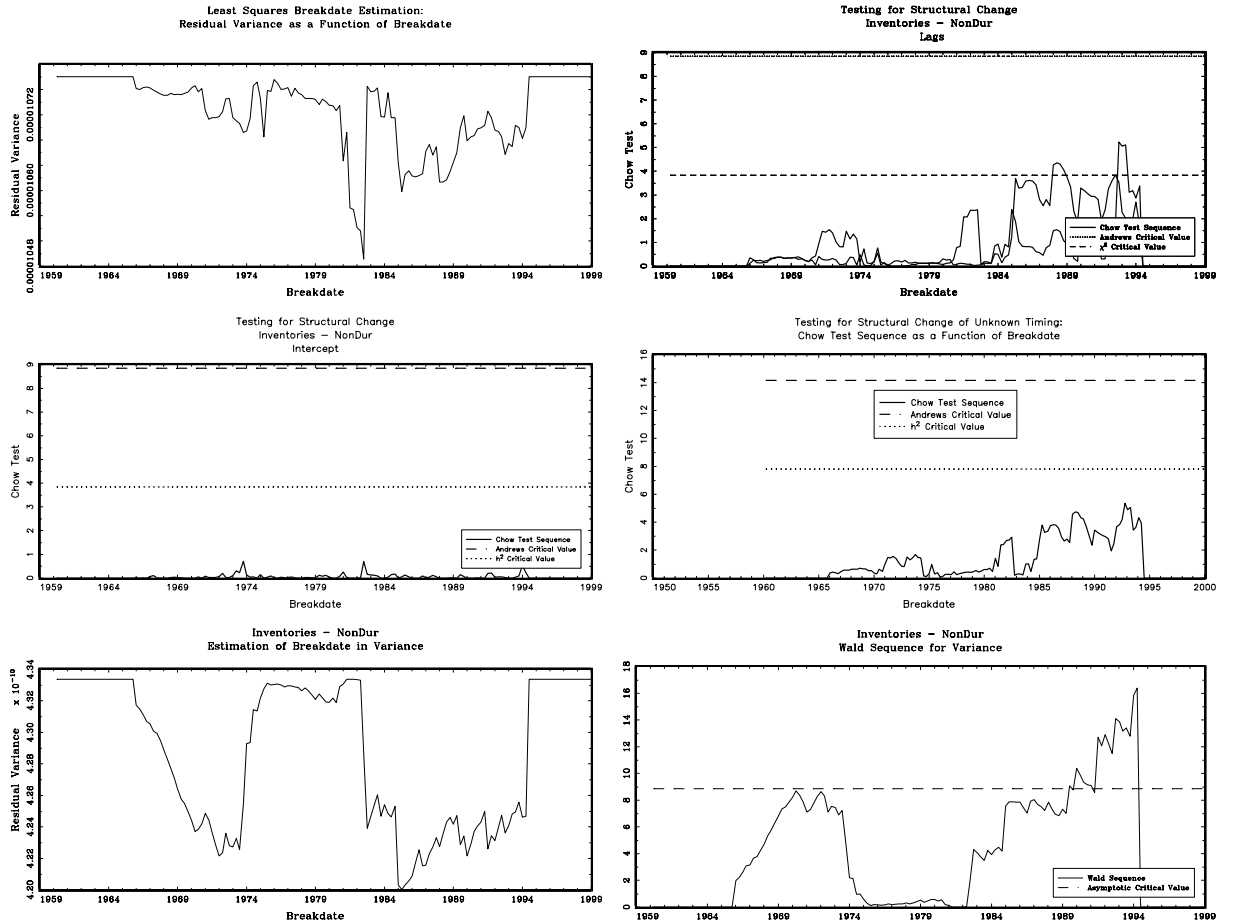 Least Squares Breakdate Estimation:
Residual Variance as a Function of Breakdate
Residual Variance
0.00001072
0.00001060
0.00001048
1959 1964 1969 1974 1979 1984 1989 1994 1999
Breakdate
Testing for Structural Change
Inventories – NonDur
Lags
Chow Test
9
8
7
6
5
4
3
2
1
0
Chow Test Sequence
Andrews Critical Value
χ² Critical Value
1959 1964 1969 1974 1979 1984 1989 1994 1999
Breakdate
Testing for Structural Change
Inventories – NonDur
Intercept
Chow Test
9
8
7
6
5
4
3
2
1
0
Chow Test Sequence
Andrews Critical Value
h² Critical Value
1959 1964 1969 1974 1979 1984 1989 1994 1999
Breakdate
Testing for Structural Change of Unknown Timing:
Chow Test Sequence as a Function of Breakdate
Chow Test
16
14
12
10
8
6
4
2
0
Chow Test Sequence
Andrews Critical Value
h² Critical Value
1950 1955 1960 1965 1970 1975 1980 1985 1990 1995 2000
Breakdate
Inventories – NonDur
Estimation of Breakdate in Variance
Residual Variance x 10⁻¹⁰
4.34
4.32
4.30
4.28
4.26
4.24
4.22
4.20
1959 1964 1969 1974 1979 1984 1989 1994 1999
Breakdate
Inventories – NonDur
Wald Sequence for Variance
18
16
14
12
10
8
6
4
2
0
Wald Sequence
Asymptotic Critical Value
1959 1964 1969 1974 1979 1984 1989 1994 1999